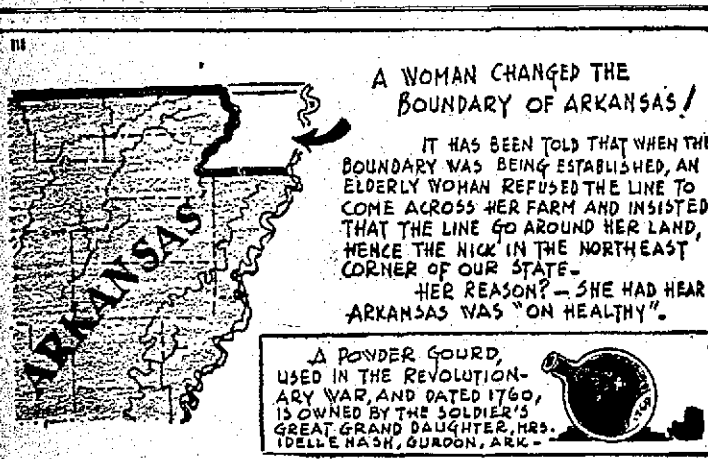 118
A WOMAN CHANGED THE
BOUNDARY OF ARKANSAS!
IT HAS BEEN TOLD THAT WHEN THE
BOUNDARY WAS BEING ESTABLISHED, AN
ELDERLY WOMAN REFUSED THE LINE TO
COME ACROSS HER FARM AND INSISTED
THAT THE LINE GO AROUND HER LAND,
HENCE THE NICK IN THE NORTHEAST
CORNER OF OUR STATE-
HER REASON? - SHE HAD HEAR
ARKANSAS WAS "ON HEALTHY".
ARKANSAS
A POWDER GOURD,
USED IN THE REVOLUTION-
ARY WAR, AND DATED 1760,
IS OWNED BY THE SOLDIER'S
GREAT GRAND DAUGHTER, MRS.
IDELLE NASH, GURDON, ARK-